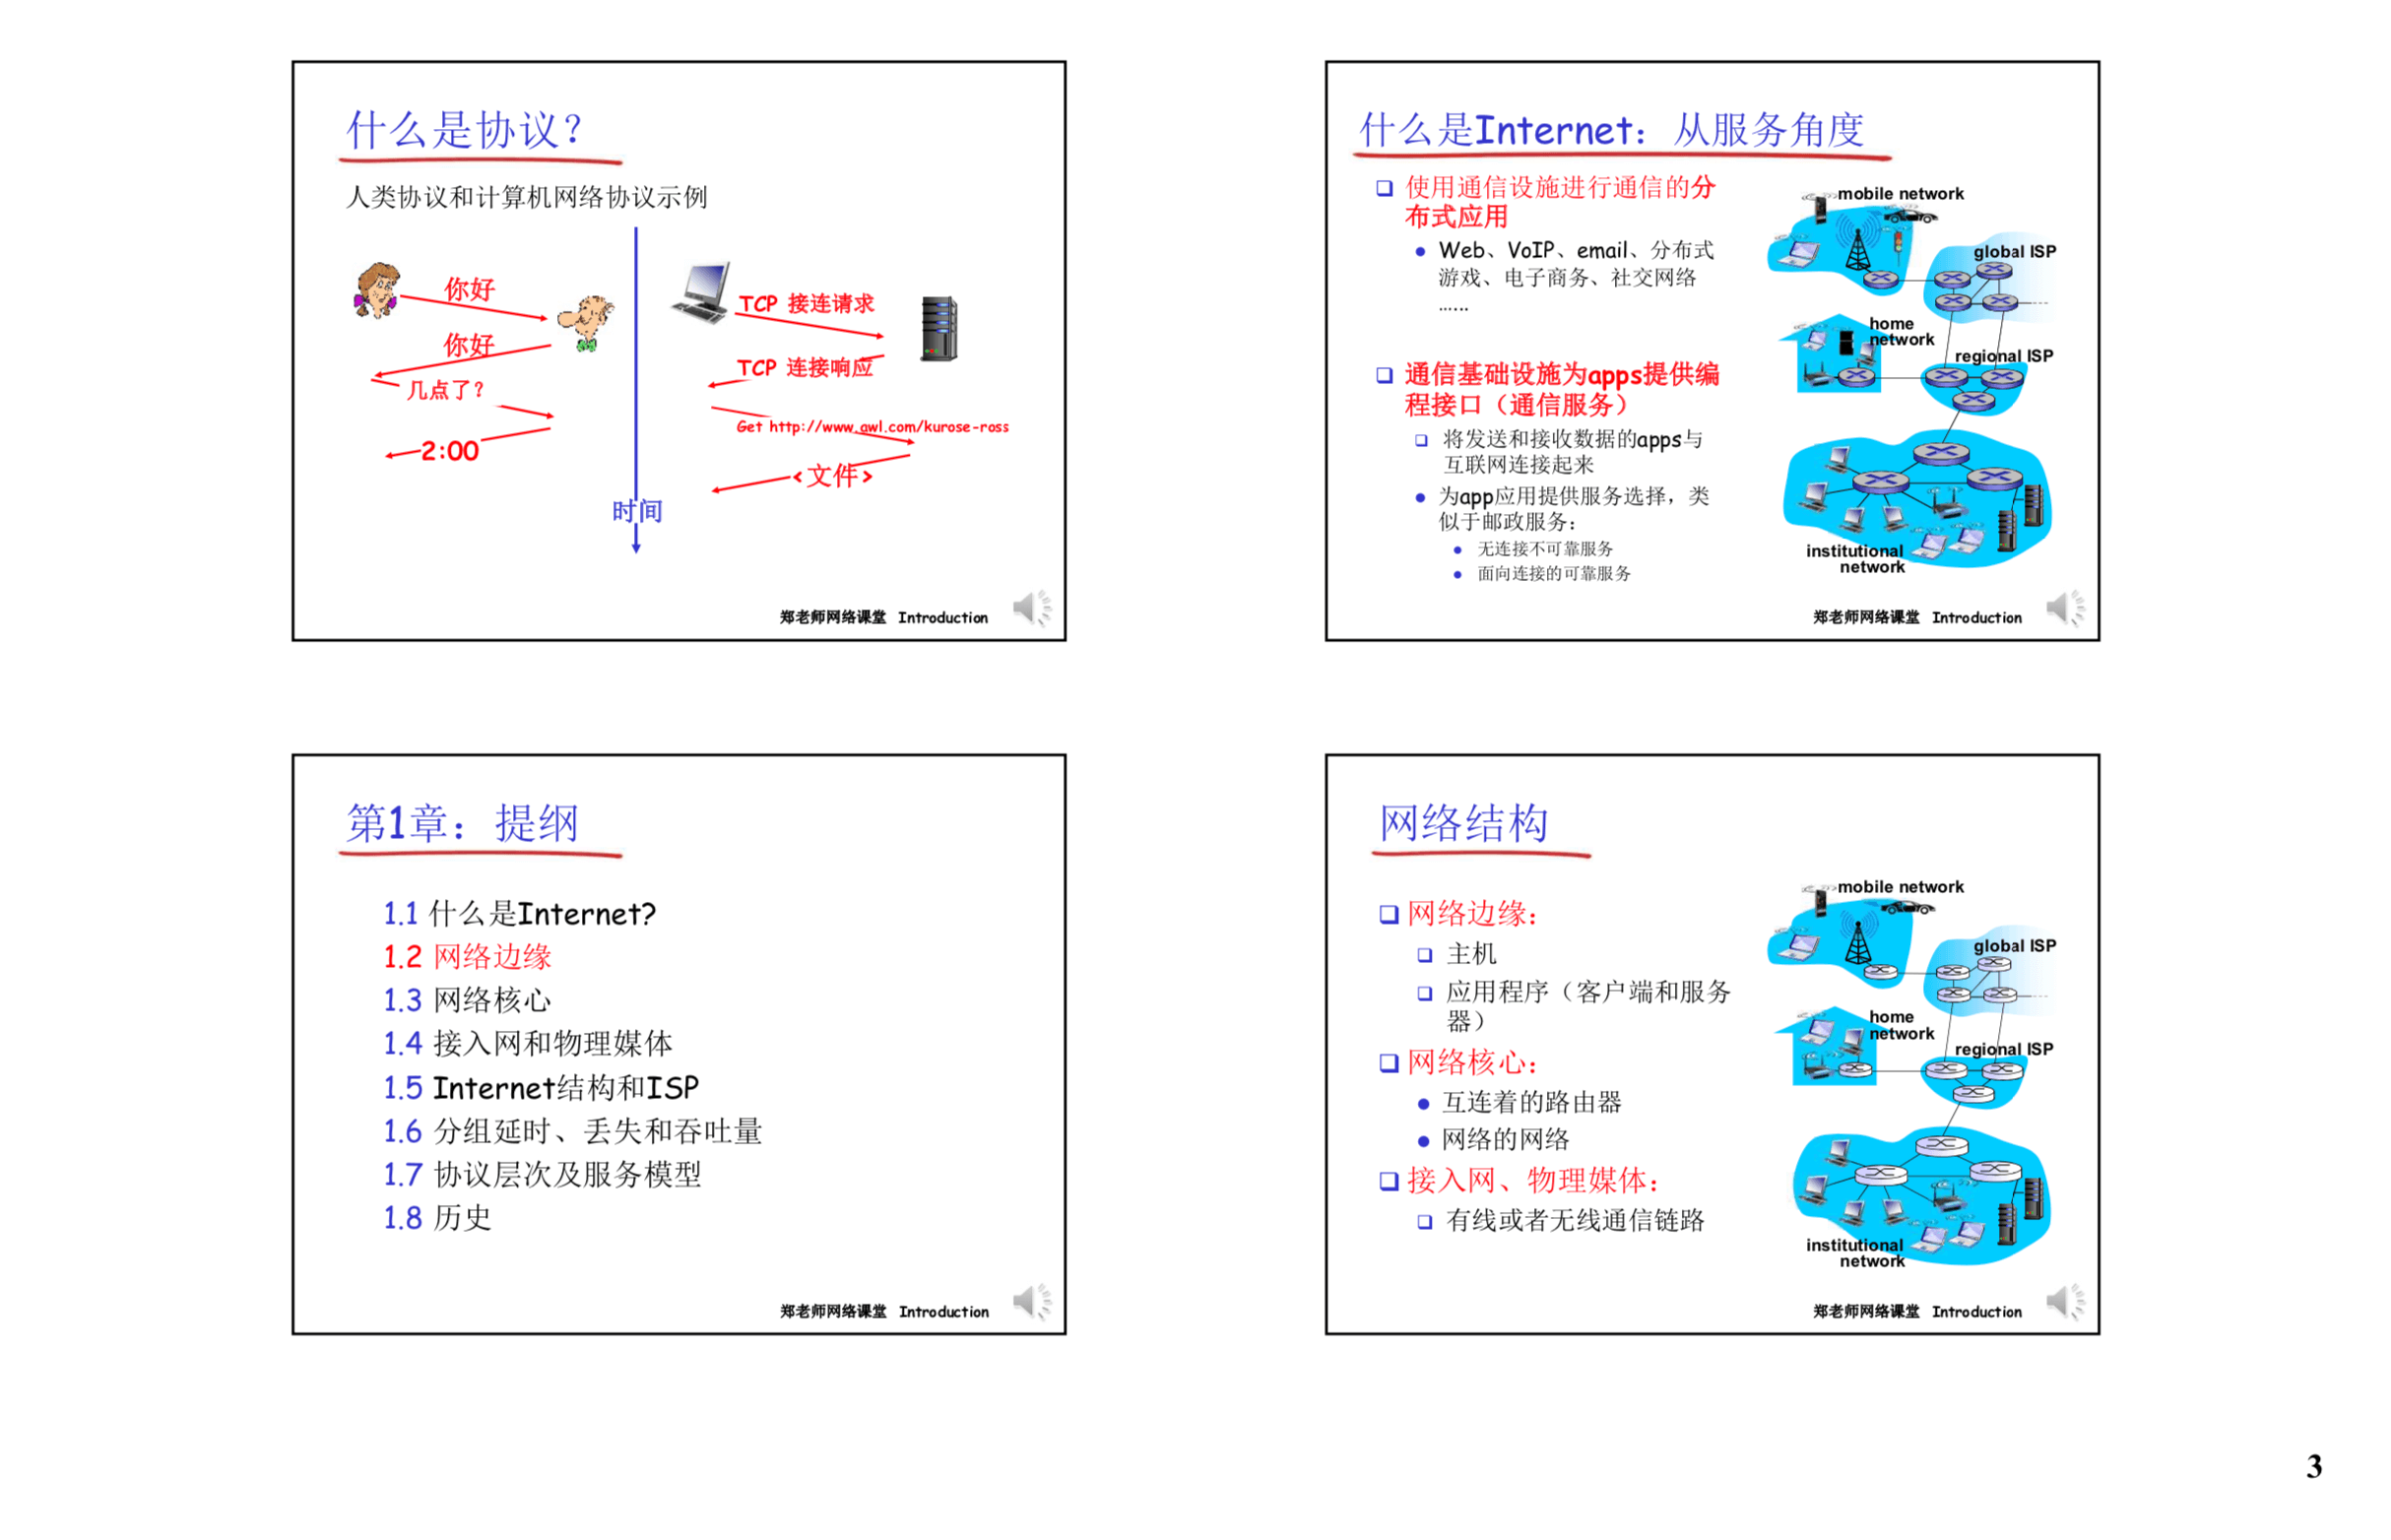 什么是协议?
人类协议和计算机网络协议示例
你好
你好
几点了?
2:00
TCP 接连请求
TCP 连接响应
Get http://www.awl.com/kurose-ross
<文件>
时间
郑老师网络课堂 Introduction
什么是Internet：从服务角度
使用通信设施进行通信的分
布式应用
Web、VoIP、email、分布式
游戏、电子商务、社交网络
……
通信基础设施为apps提供编
程接口（通信服务）
将发送和接收数据的apps与
互联网连接起来
为app应用提供服务选择，类
似于邮政服务：
无连接不可靠服务
面向连接的可靠服务
mobile network
global ISP
home
network
regional ISP
institutional
network
郑老师网络课堂 Introduction
第1章：提纲
1.1 什么是Internet?
1.2 网络边缘
1.3 网络核心
1.4 接入网和物理媒体
1.5 Internet结构和ISP
1.6 分组延时、丢失和吞吐量
1.7 协议层次及服务模型
1.8 历史
郑老师网络课堂 Introduction
网络结构
网络边缘：
主机
应用程序（客户端和服务
器）
网络核心：
互连着的路由器
网络的网络
接入网、物理媒体：
有线或者无线通信链路
mobile network
global ISP
home
network
regional ISP
institutional
network
郑老师网络课堂 Introduction
3